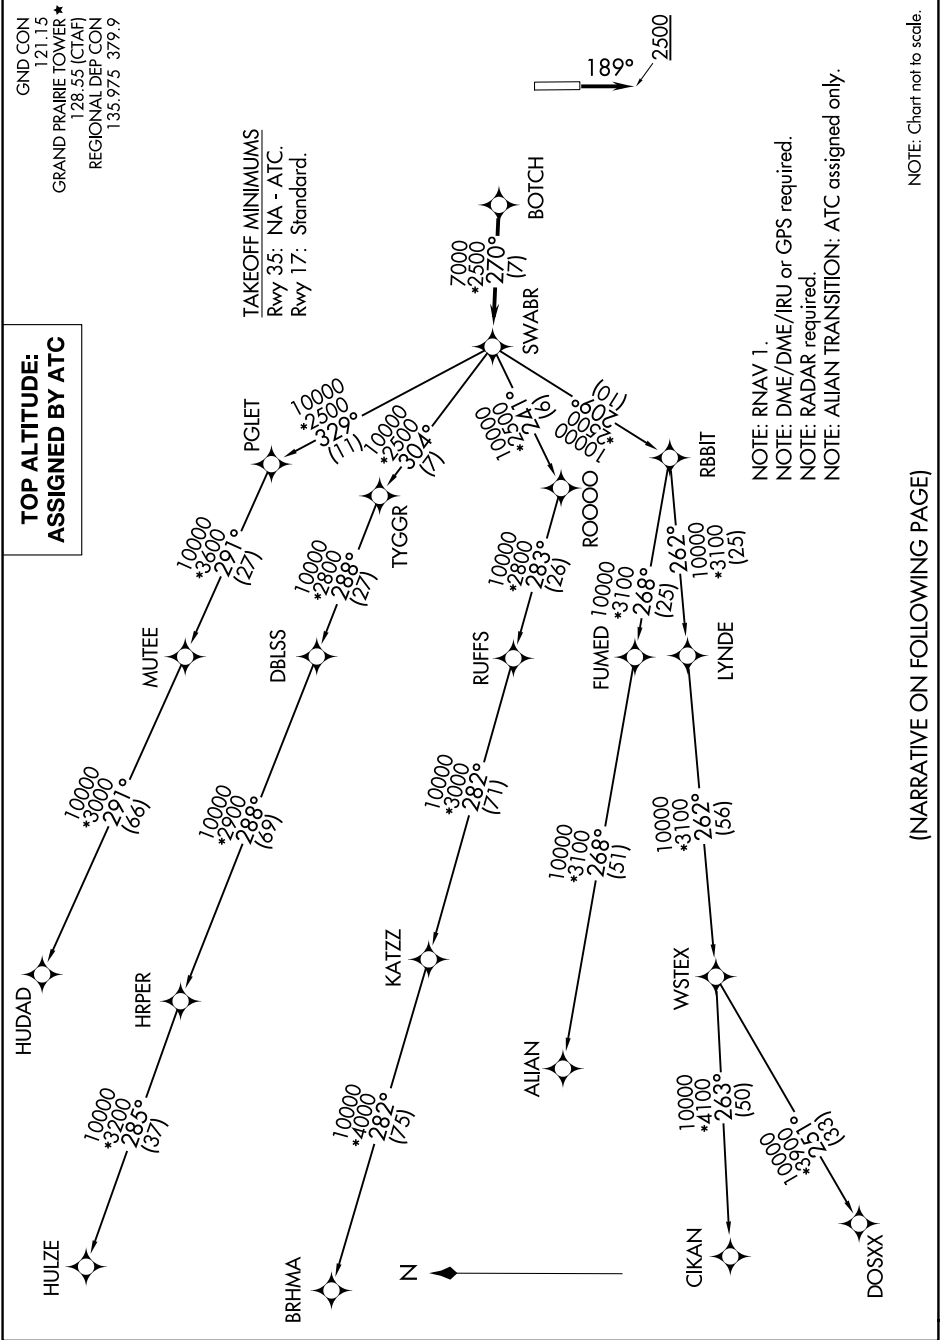 GND CON
121.15
GRAND PRAIRIE TOWER ★
128.55 (CTAF)
REGIONAL DEP CON
135.975 379.9
TOP ALTITUDE:
ASSIGNED BY ATC
TAKEOFF MINIMUMS
Rwy 35: NA - ATC.
Rwy 17: Standard.
189°
2500
BOTCH
7000
*2500
270°
(7)
SWABR
10000
*2500
329°
(11)
PGLET
10000
*3600
291°
(27)
MUTEE
10000
*3000
291°
(66)
HUDAD
10000
*2500
304°
(7)
TYGGR
10000
*2800
288°
(27)
DBLSS
10000
*2900
288°
(69)
HRPER
10000
*3200
285°
(37)
HULZE
10000
*2500
241°
(9)
ROOOO
10000
*2800
283°
(26)
RUFFS
10000
*3000
282°
(71)
KATZZ
10000
*4000
282°
(75)
BRHMA
10000
*2500
209°
(10)
RBBIT
10000
*3100
268°
(25)
FUMED
10000
*3100
268°
(51)
ALIAN
262°
10000
*3100
(25)
LYNDE
10000
*3100
262°
(56)
WSTEX
10000
*4100
263°
(50)
CIKAN
10000
*3900
251°
(33)
DOSXX
N
NOTE: RNAV 1.
NOTE: DME/DME/IRU or GPS required.
NOTE: RADAR required.
NOTE: ALIAN TRANSITION: ATC assigned only.
NOTE: Chart not to scale.
(NARRATIVE ON FOLLOWING PAGE)